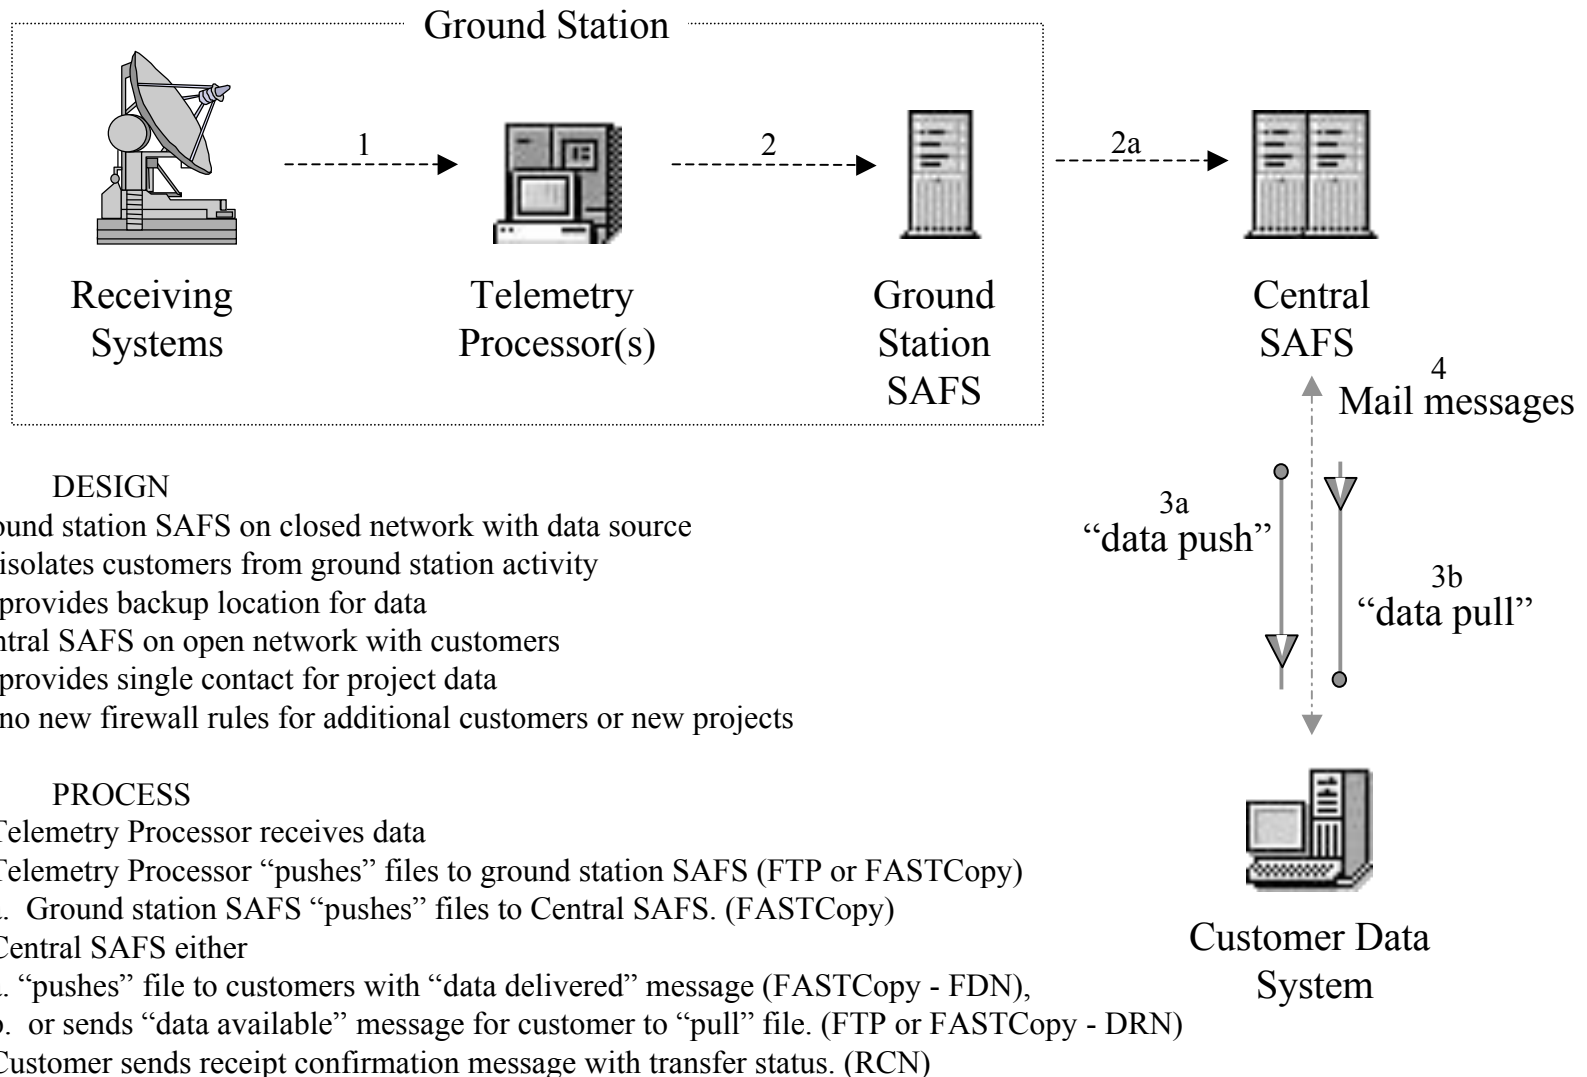 Ground Station
1
2
2a
Receiving
Systems
Telemetry
Processor(s)
Ground
Station
SAFS
Central
SAFS
4
Mail messages
3a
“data push”
3b
“data pull”
Customer Data
System
DESIGN
ound station SAFS on closed network with data source
isolates customers from ground station activity
provides backup location for data
ntral SAFS on open network with customers
provides single contact for project data
no new firewall rules for additional customers or new projects
PROCESS
Telemetry Processor receives data
Telemetry Processor “pushes” files to ground station SAFS (FTP or FASTCopy)
. Ground station SAFS “pushes” files to Central SAFS. (FASTCopy)
Central SAFS either
. “pushes” file to customers with “data delivered” message (FASTCopy - FDN),
. or sends “data available” message for customer to “pull” file. (FTP or FASTCopy - DRN)
Customer sends receipt confirmation message with transfer status. (RCN)